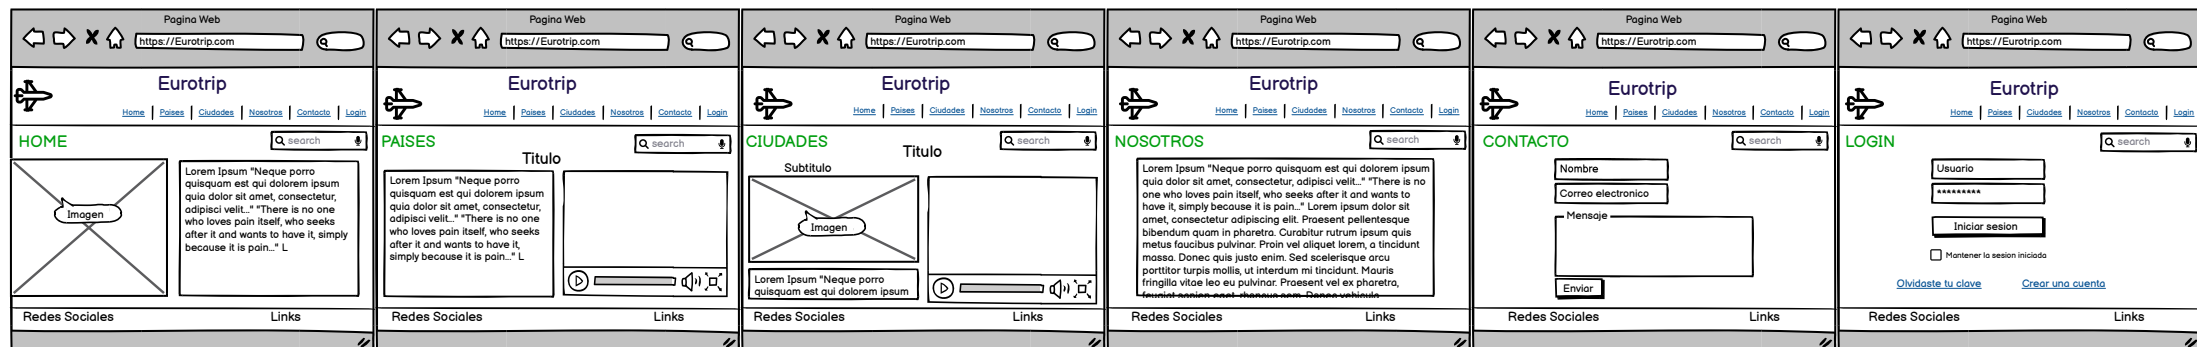 Pagina Web
https://Eurotrip.com
Eurotrip
Home | Paises | Ciudades | Nosotros | Contacto | Login
HOME
search
Imagen
Lorem Ipsum "Neque porro
quisquam est qui dolorem ipsum
quia dolor sit amet, consectetur,
adipisci velit..." "There is no one
who loves pain itself, who seeks
after it and wants to have it, simply
because it is pain..." L
Redes Sociales
Links
Pagina Web
https://Eurotrip.com
Eurotrip
Home | Paises | Ciudades | Nosotros | Contacto | Login
PAISES
search
Titulo
Lorem Ipsum "Neque porro
quisquam est qui dolorem ipsum
quia dolor sit amet, consectetur,
adipisci velit..." "There is no one
who loves pain itself, who seeks
after it and wants to have it,
simply because it is pain..." L
Redes Sociales
Links
Pagina Web
https://Eurotrip.com
Eurotrip
Home | Paises | Ciudades | Nosotros | Contacto | Login
CIUDADES
search
Titulo
Subtitulo
Imagen
Lorem Ipsum "Neque porro
quisquam est qui dolorem ipsum
Redes Sociales
Links
Pagina Web
https://Eurotrip.com
Eurotrip
Home | Paises | Ciudades | Nosotros | Contacto | Login
NOSOTROS
search
Lorem Ipsum "Neque porro quisquam est qui dolorem ipsum
quia dolor sit amet, consectetur, adipisci velit..." "There is no
one who loves pain itself, who seeks after it and wants to
have it, simply because it is pain..." Lorem ipsum dolor sit
amet, consectetur adipiscing elit. Praesent pellentesque
bibendum quam in pharetra. Curabitur rutrum ipsum quis
metus faucibus pulvinar. Proin vel aliquet lorem, a tincidunt
massa. Donec quis justo enim. Sed scelerisque arcu
porttitor turpis mollis, ut interdum mi tincidunt. Mauris
fringilla vitae leo eu pulvinar. Praesent vel ex pharetra,
Redes Sociales
Links
Pagina Web
https://Eurotrip.com
Eurotrip
Home | Paises | Ciudades | Nosotros | Contacto | Login
CONTACTO
search
Nombre
Correo electronico
Mensaje
Enviar
Redes Sociales
Links
Pagina Web
https://Eurotrip.com
Eurotrip
Home | Paises | Ciudades | Nosotros | Contacto | Login
LOGIN
search
Usuario
*********
Iniciar sesion
Mantener la sesion iniciada
Olvidaste tu clave
Crear una cuenta
Redes Sociales
Links